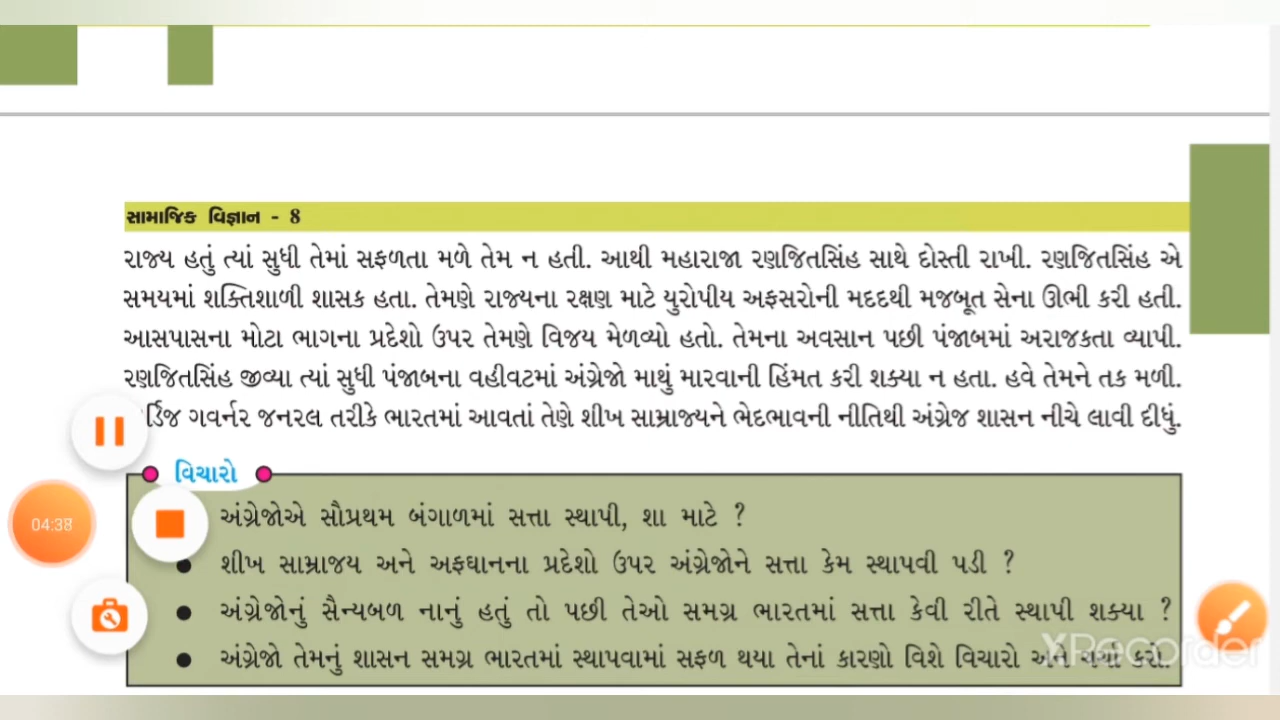 સામાજિક વિજ્ઞાન - 8
રાજ્ય હતું ત્યાં સુધી તેમાં સફળતા મળે તેમ ન હતી. આથી મહારાજા રણજિતસિંહ સાથે દોસ્તી રાખી. રણજિતસિંહ એ
સમયમાં શક્તિશાળી શાસક હતા. તેમણે રાજ્યના રક્ષણ માટે યુરોપીય અફસરોની મદદથી મજબૂત સેના ઊભી કરી હતી.
આસપાસના મોટા ભાગના પ્રદેશો ઉપર તેમણે વિજય મેળવ્યો હતો. તેમના અવસાન પછી પંજાબમાં અરાજકતા વ્યાપી.
રણજિતસિંહ જીવ્યા ત્યાં સુધી પંજાબના વહીવટમાં અંગ્રેજો માથું મારવાની હિંમત કરી શક્યા ન હતા. હવે તેમને તક મળી.
ગવર્નર જનરલ તરીકે ભારતમાં આવતાં તેણે શીખ સામ્રાજ્યને ભેદભાવની નીતિથી અંગ્રેજ શાસન નીચે લાવી દીધું.
વિચારો
અંગ્રેજોએ સૌપ્રથમ બંગાળમાં સત્તા સ્થાપી, શા માટે ?
04:38
● શીખ સામ્રાજ્ય અને અફઘાનના પ્રદેશો ઉપર અંગ્રેજોને સત્તા કેમ સ્થાપવી પડી ?
● અંગ્રેજોનું સૈન્યબળ નાનું હતું તો પછી તેઓ સમગ્ર ભારતમાં સત્તા કેવી રીતે સ્થાપી શક્યા ?
● અંગ્રેજો તેમનું શાસન સમગ્ર ભારતમાં સ્થાપવામાં સફળ થયા તેનાં કારણો વિશે વિચારો અને ચર્ચા કરો.
XRecorder